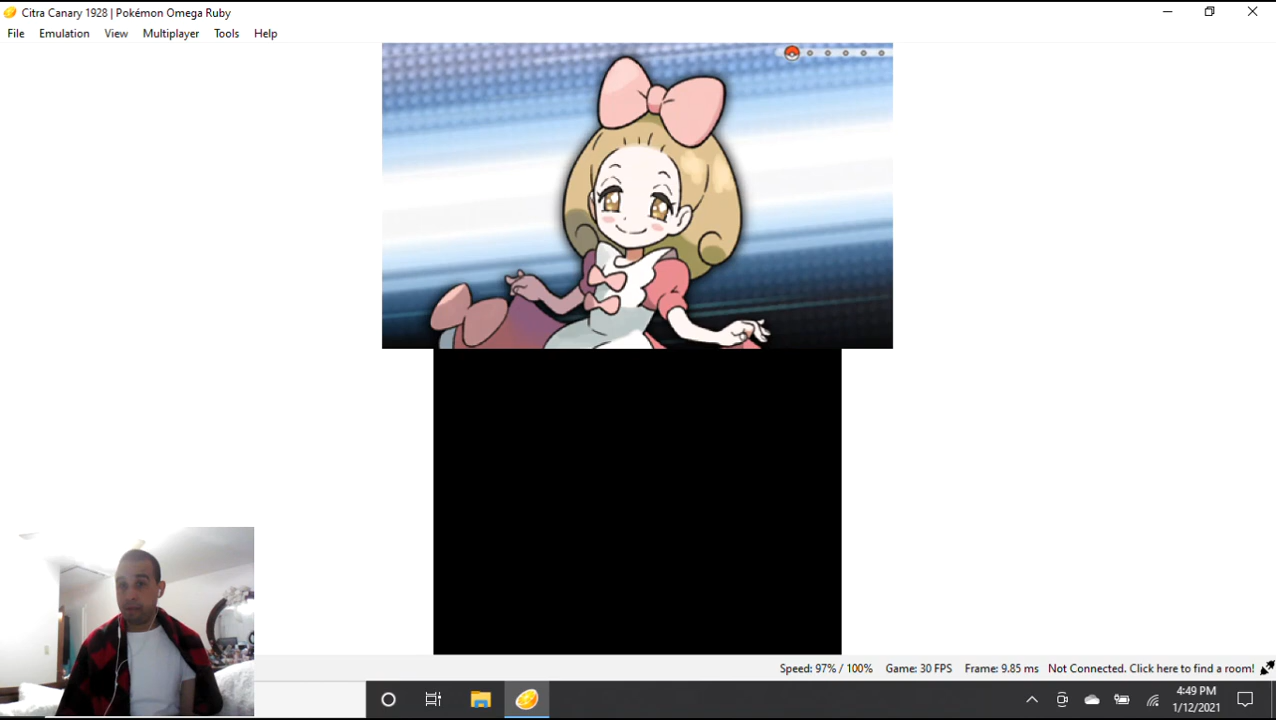 Citra Canary 1928 | Pokémon Omega Ruby
File Emulation View Multiplayer Tools Help
Speed: 97% / 100% Game: 30 FPS Frame: 9.85 ms Not Connected. Click here to find a room!
4:49 PM
1/12/2021